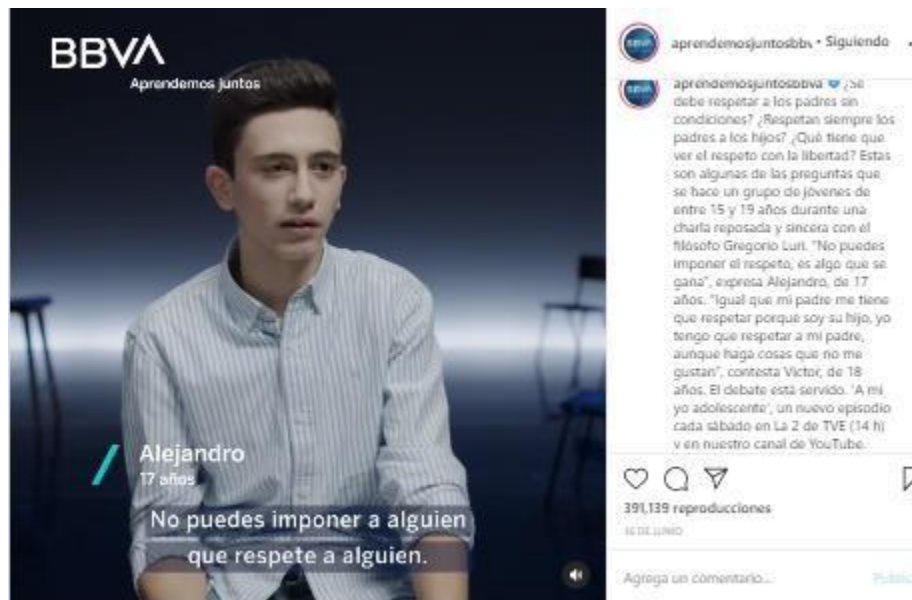 BBVA
Aprendemos juntos
Alejandro
17 años
No puedes imponer a alguien
que respete a alguien.
aprendemosjuntosbbv • Siguiendo
aprendemosjuntosbbva ¿Se
debe respetar a los padres sin
condiciones? ¿Respetan siempre los
padres a los hijos? ¿Qué tiene que
ver el respeto con la libertad? Estas
son algunas de las preguntas que
se hace un grupo de jóvenes de
entre 15 y 19 años durante una
charla reposada y sincera con el
filósofo Gregorio Luri. "No puedes
imponer el respeto, es algo que se
gana", expresa Alejandro, de 17
años. "Igual que mi padre me tiene
que respetar porque soy su hijo, yo
tengo que respetar a mi padre,
aunque haga cosas que no me
gustan", contesta Víctor, de 18
años. El debate está servido. 'A mi
yo adolescente', un nuevo episodio
cada sábado en La 2 de TVE (14 h)
y en nuestro canal de YouTube.
391,139 reproducciones
16 DE JUNIO
Agrega un comentario...